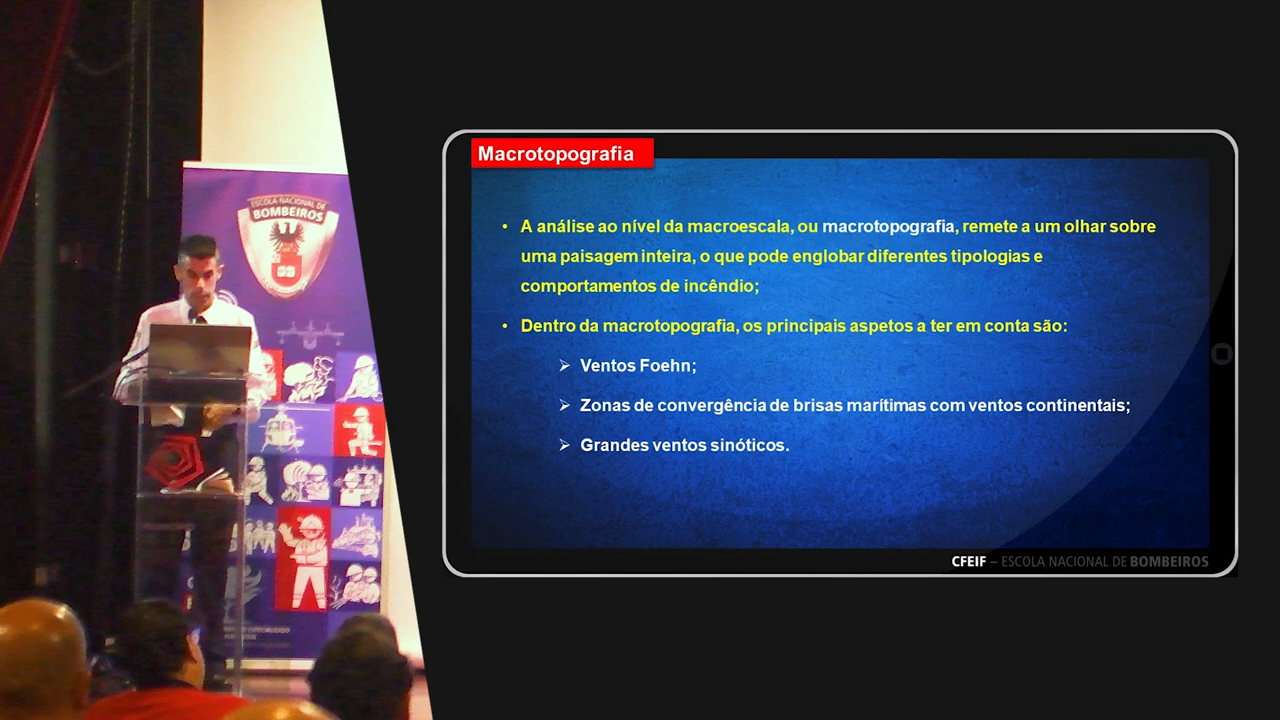 ESCOLA NACIONAL DE
BOMBEIROS
Macrotopografia
• A análise ao nível da macroescala, ou macrotopografia, remete a um olhar sobre
uma paisagem inteira, o que pode englobar diferentes tipologias e
comportamentos de incêndio;
• Dentro da macrotopografia, os principais aspetos a ter em conta são:
➢ Ventos Foehn;
➢ Zonas de convergência de brisas marítimas com ventos continentais;
➢ Grandes ventos sinóticos.
CFEIF – ESCOLA NACIONAL DE BOMBEIROS